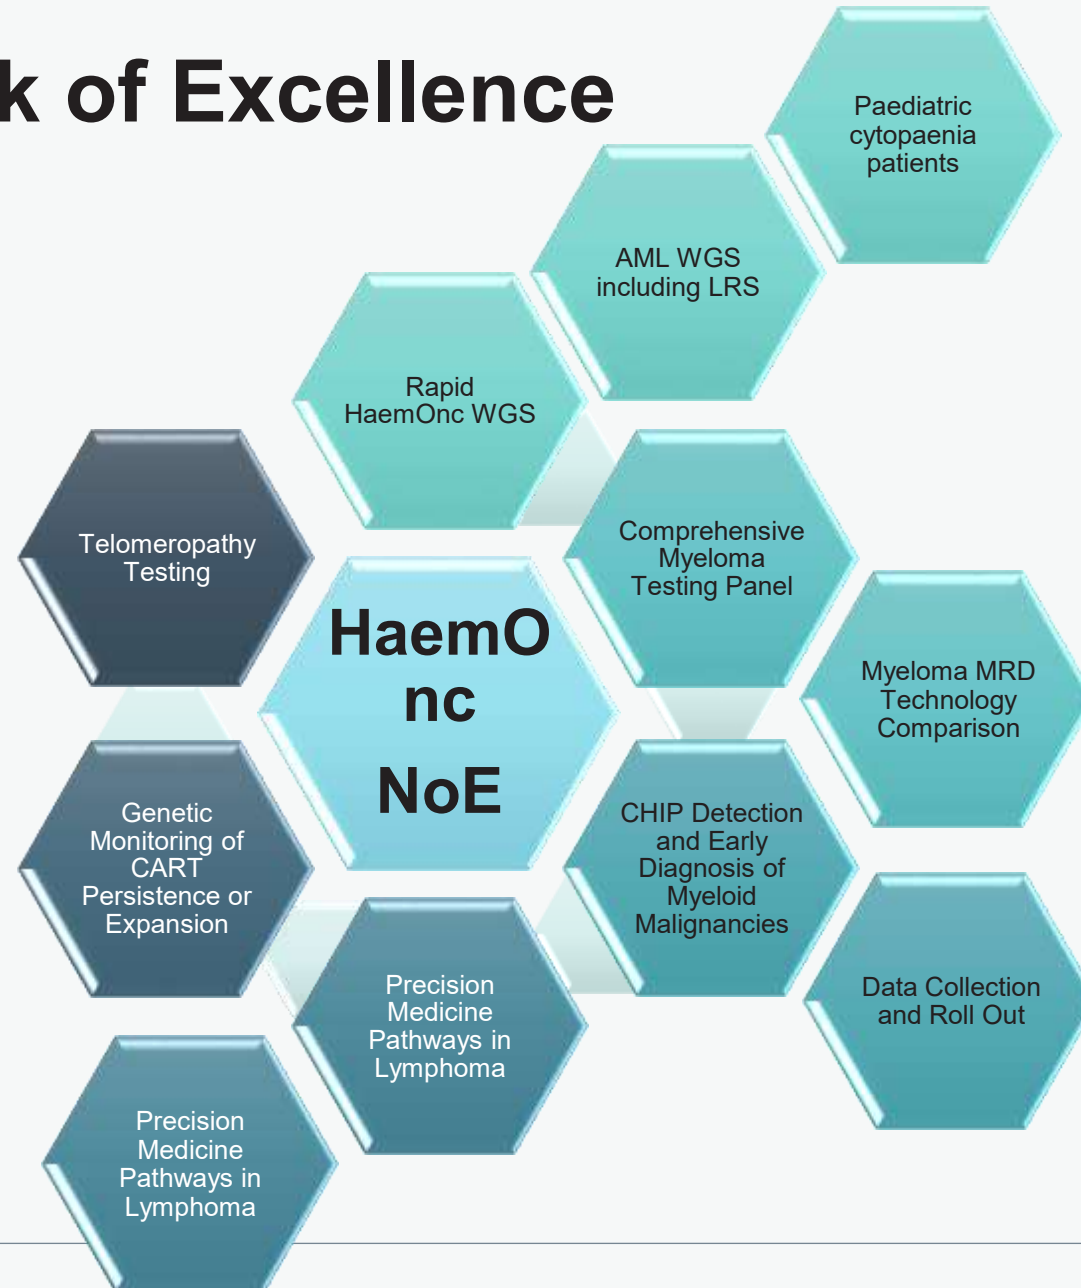 k of Excellence
Paediatric
cytopaenia
patients
AML WGS
including LRS
Rapid
HaemOnc WGS
Telomeropathy
Testing
Comprehensive
Myeloma
Testing Panel
HaemO
nc
NoE
Myeloma MRD
Technology
Comparison
Genetic
Monitoring of
CART
Persistence or
Expansion
CHIP Detection
and Early
Diagnosis of
Myeloid
Malignancies
Precision
Medicine
Pathways in
Lymphoma
Data Collection
and Roll Out
Precision
Medicine
Pathways in
Lymphoma